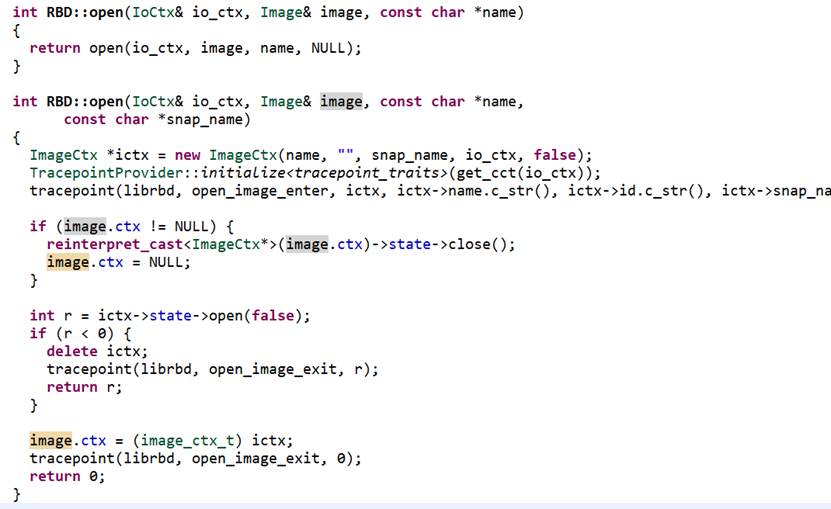 int RBD::open(IoCtx& io_ctx, Image& image, const char *name)
{
  return open(io_ctx, image, name, NULL);
}

int RBD::open(IoCtx& io_ctx, Image& image, const char *name,
      const char *snap_name)
{
  ImageCtx *ictx = new ImageCtx(name, "", snap_name, io_ctx, false);
  TracepointProvider::initialize<tracepoint_traits>(get_cct(io_ctx));
  tracepoint(librbd, open_image_enter, ictx, ictx->name.c_str(), ictx->id.c_str(), ictx->snap_na

  if (image.ctx != NULL) {
    reinterpret_cast<ImageCtx*>(image.ctx)->state->close();
    image.ctx = NULL;
  }

  int r = ictx->state->open(false);
  if (r < 0) {
    delete ictx;
    tracepoint(librbd, open_image_exit, r);
    return r;
  }

  image.ctx = (image_ctx_t) ictx;
  tracepoint(librbd, open_image_exit, 0);
  return 0;
}